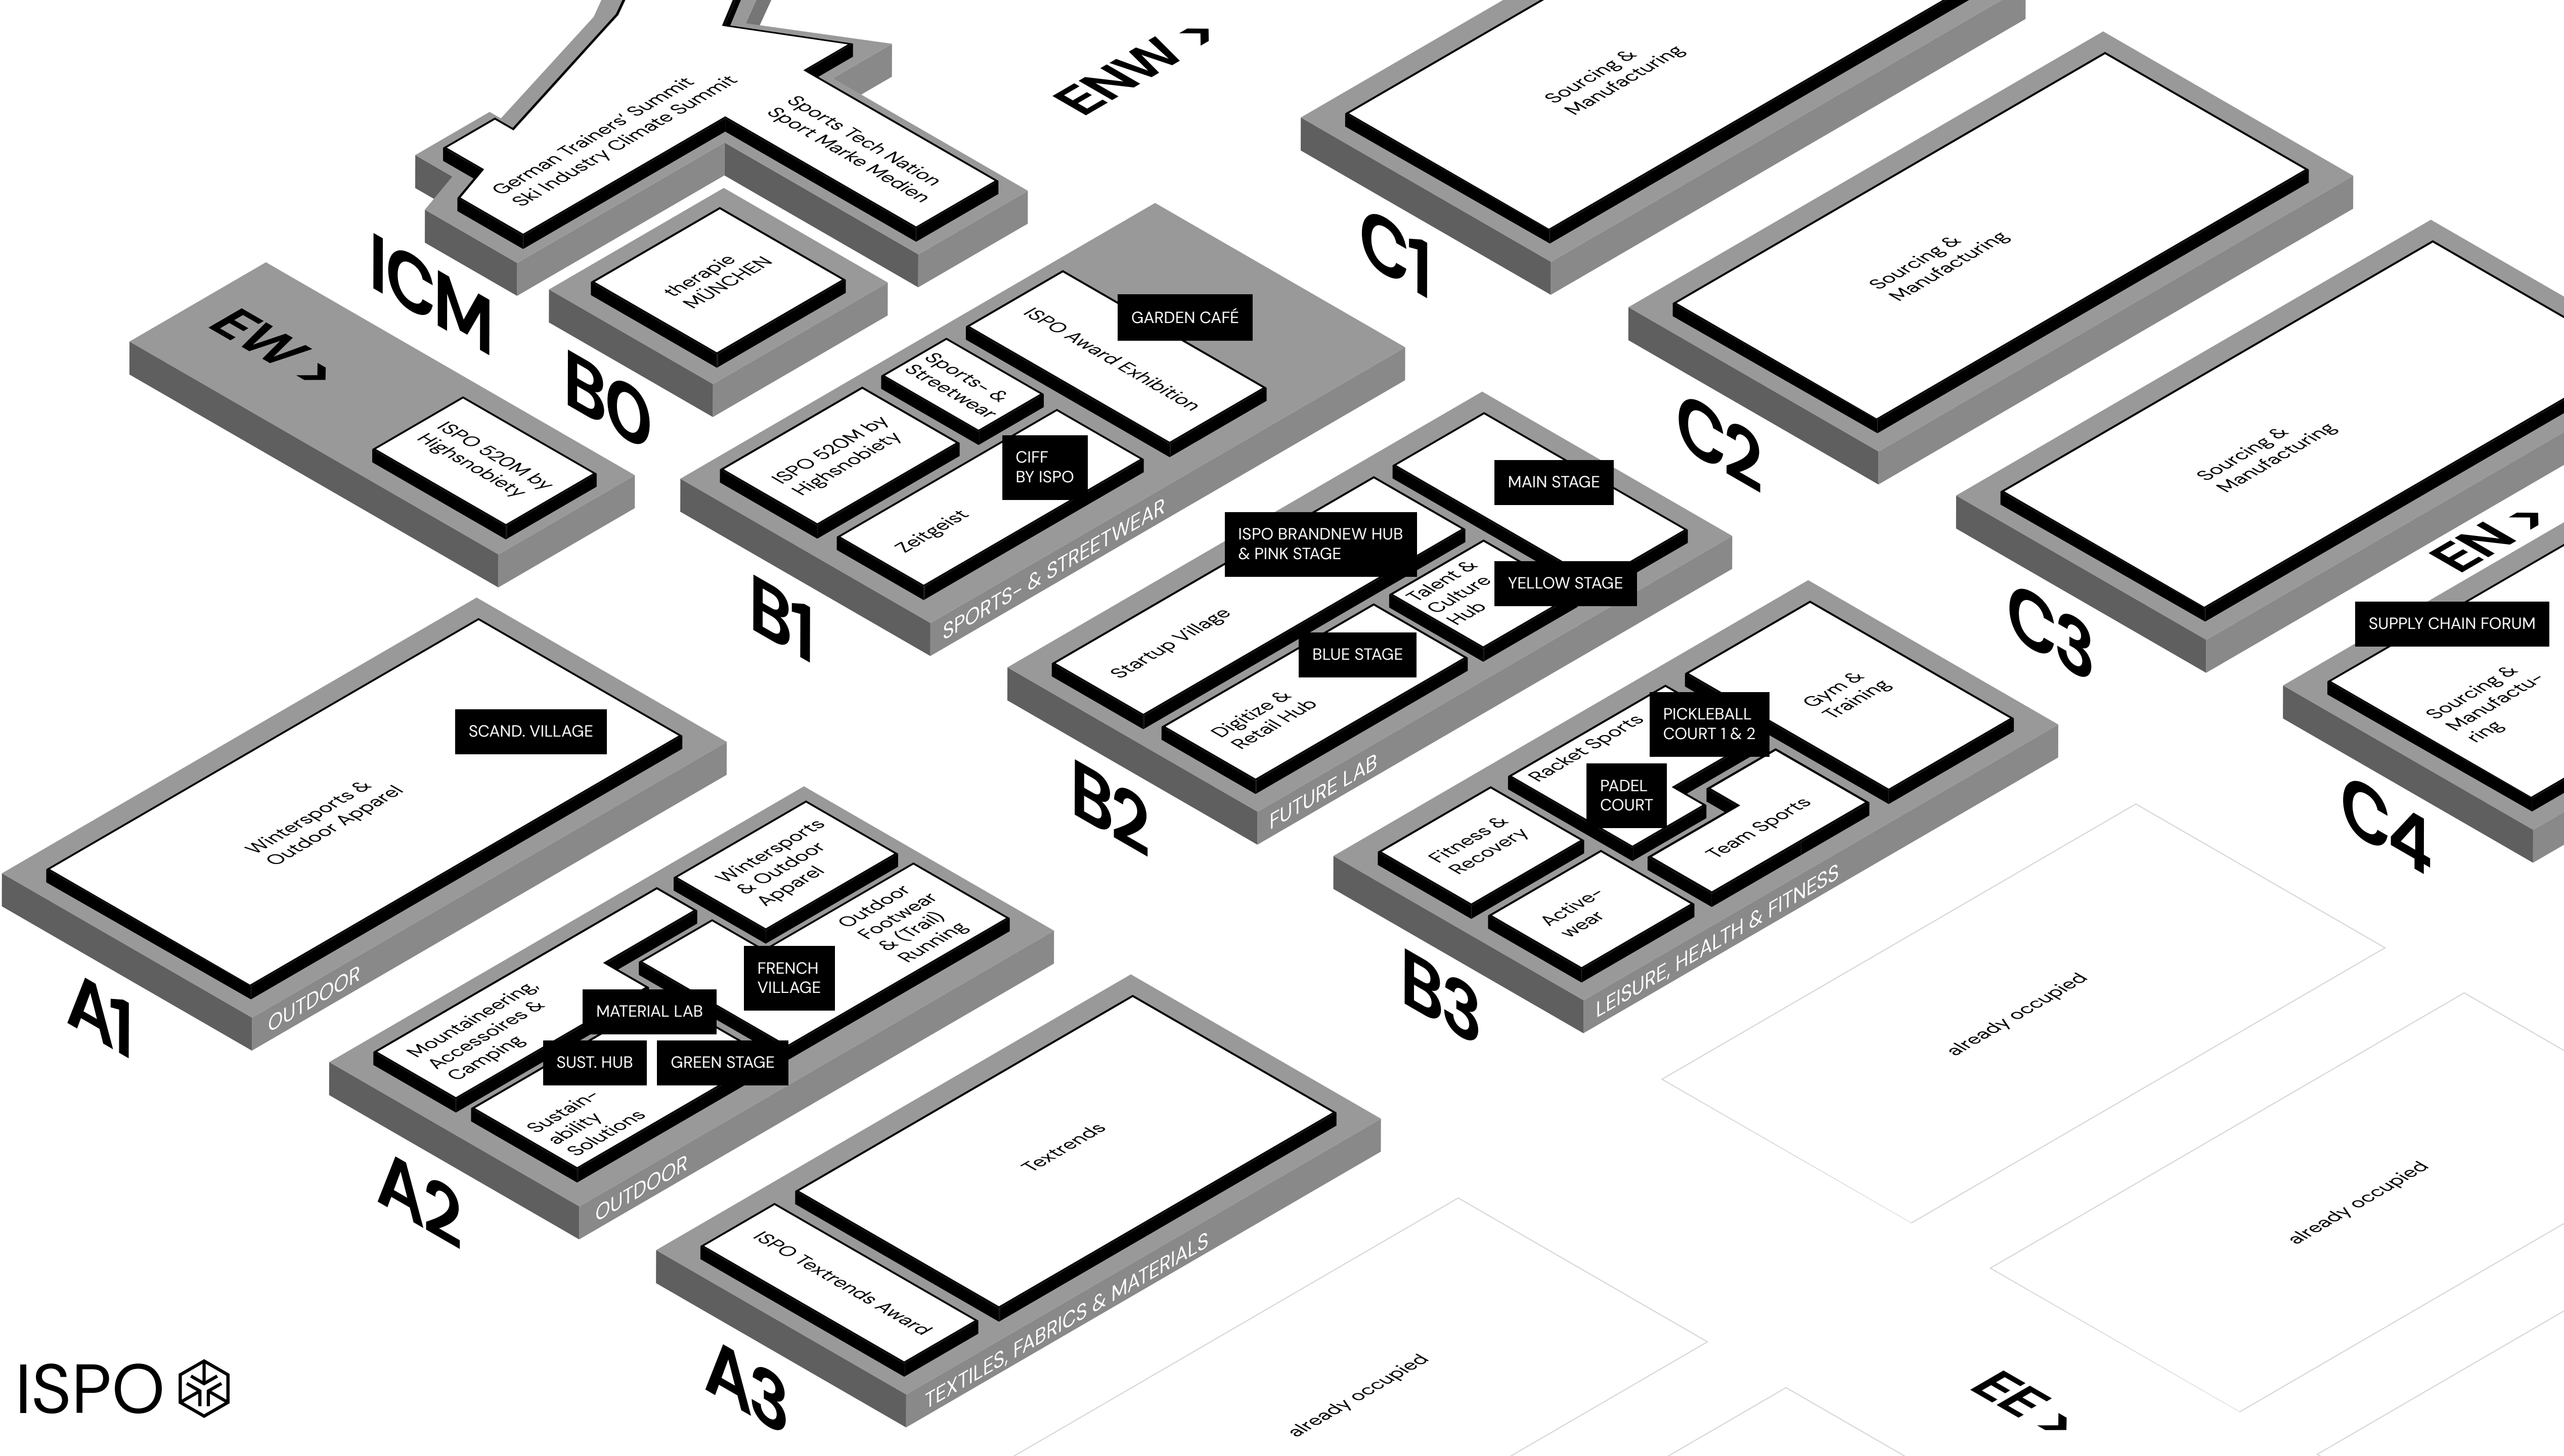 German Trainers' Summit
Ski Industry Climate Summit
Sports Tech Nation
Sport Marke Medien
ICM
ENW >
EW >
ISPO 520M by
Highsnobiety
therapie
MÜNCHEN
B0
ISPO Award Exhibition
GARDEN CAFÉ
Sports- &
Streetwear
ISPO 520M by
Highsnobiety
CIFF
BY ISPO
Zeitgeist
SPORTS- & STREETWEAR
B1
Sourcing &
Manufacturing
C1
Sourcing &
Manufacturing
C2
Sourcing &
Manufacturing
C3
EN >
SUPPLY CHAIN FORUM
Sourcing &
Manufactu-
ring
C4
MAIN STAGE
ISPO BRANDNEW HUB
& PINK STAGE
Startup Village
Talent &
Culture
Hub
YELLOW STAGE
BLUE STAGE
Digitize &
Retail Hub
FUTURE LAB
B2
Gym &
Training
Racket Sports
PICKLEBALL
COURT 1 & 2
PADEL
COURT
Team Sports
Fitness &
Recovery
Active-
wear
LEISURE, HEALTH & FITNESS
B3
SCAND. VILLAGE
Wintersports &
Outdoor Apparel
OUTDOOR
A1
Wintersports
& Outdoor
Apparel
Outdoor
Footwear
& (Trail)
Running
FRENCH
VILLAGE
Mountaineering,
Accessoires &
Camping
MATERIAL LAB
SUST. HUB
GREEN STAGE
Sustain-
ability
Solutions
OUTDOOR
A2
Textrends
ISPO Textrends Award
TEXTILES, FABRICS & MATERIALS
A3
already occupied
already occupied
already occupied
EE >
ISPO